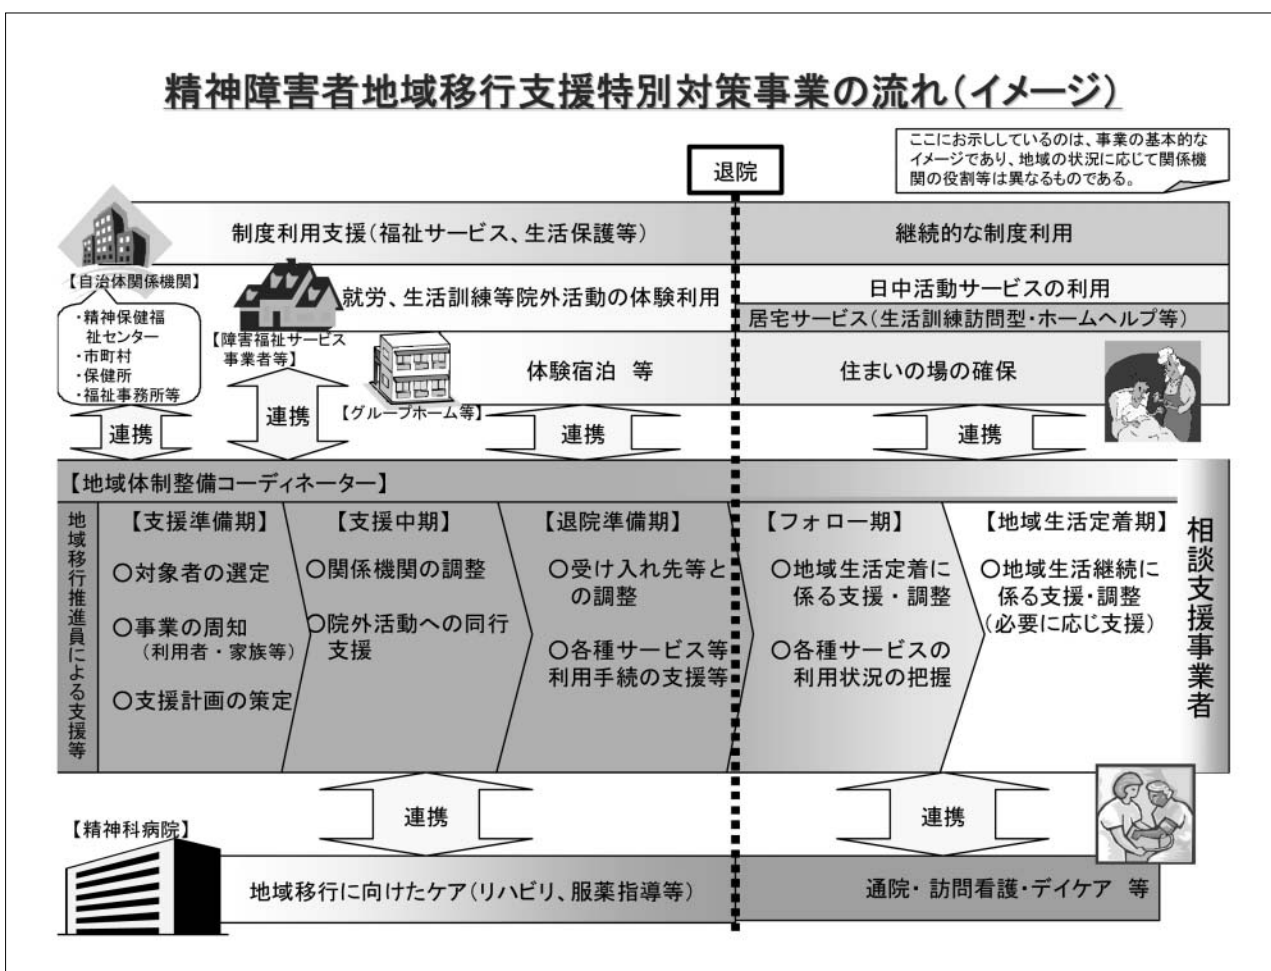 精神障害者地域移行支援特別対策事業の流れ(イメージ)
ここにお示ししているのは、事業の基本的な
イメージであり、地域の状況に応じて関係機
関の役割等は異なるものである。
退院
制度利用支援(福祉サービス、生活保護等)
継続的な制度利用
【自治体関係機関】
・精神保健福
祉センター
・市町村
・保健所
・福祉事務所等
就労、生活訓練等院外活動の体験利用
日中活動サービスの利用
居宅サービス(生活訓練訪問型・ホームヘルプ等)
【障害福祉サービス
事業者等】
体験宿泊 等
住まいの場の確保
【グループホーム等】
連携
連携
連携
連携
【地域体制整備コーディネーター】
地域移行推進員による支援等
【支援準備期】
○対象者の選定
○事業の周知
(利用者・家族等)
○支援計画の策定
【支援中期】
○関係機関の調整
○院外活動への同行
支援
【退院準備期】
○受け入れ先等と
の調整
○各種サービス等
利用手続の支援等
【フォロー期】
○地域生活定着に
係る支援・調整
○各種サービスの
利用状況の把握
【地域生活定着期】
○地域生活継続に
係る支援・調整
(必要に応じ支援)
相談支援事業者
連携
連携
【精神科病院】
地域移行に向けたケア(リハビリ、服薬指導等)
通院・訪問看護・デイケア 等